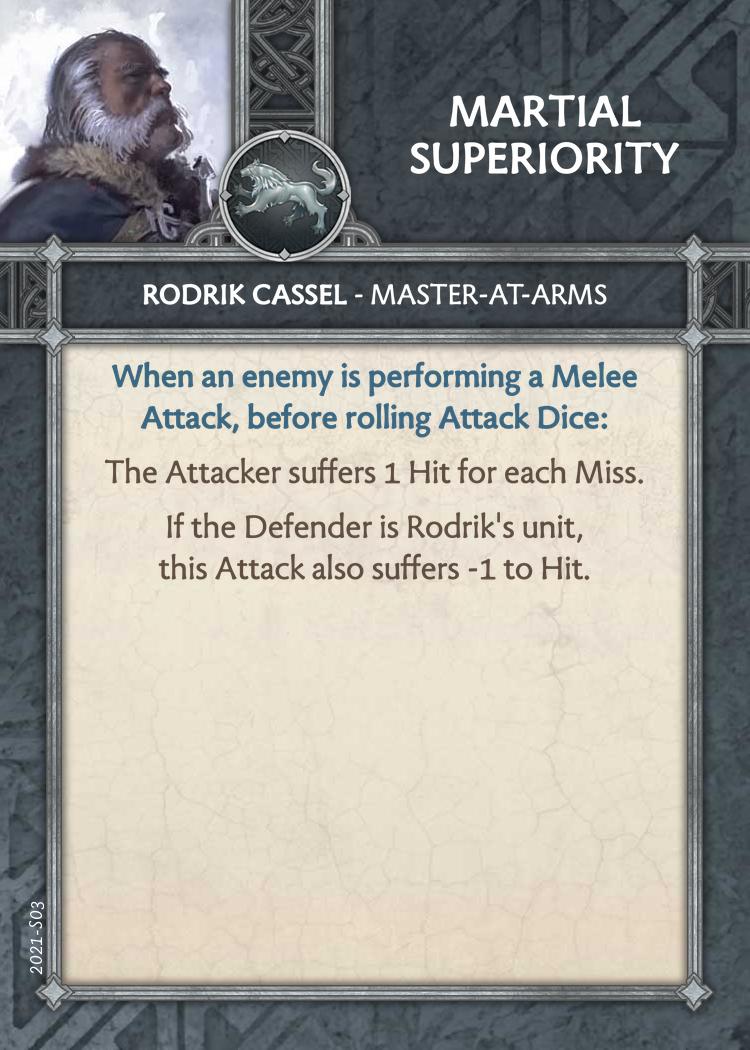 MARTIAL
SUPERIORITY
RODRIK CASSEL - MASTER-AT-ARMS
When an enemy is performing a Melee
Attack, before rolling Attack Dice:
The Attacker suffers 1 Hit for each Miss.
If the Defender is Rodrik's unit,
this Attack also suffers -1 to Hit.
2021-S03